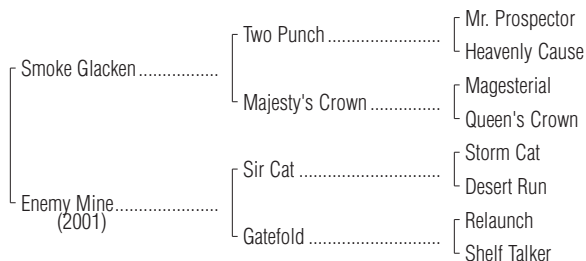 Mr. Prospector
Two Punch
Heavenly Cause
Smoke Glacken
Magesterial
Majesty's Crown
Queen's Crown
Storm Cat
Sir Cat
Desert Run
Enemy Mine
(2001)
Relaunch
Gatefold
Shelf Talker